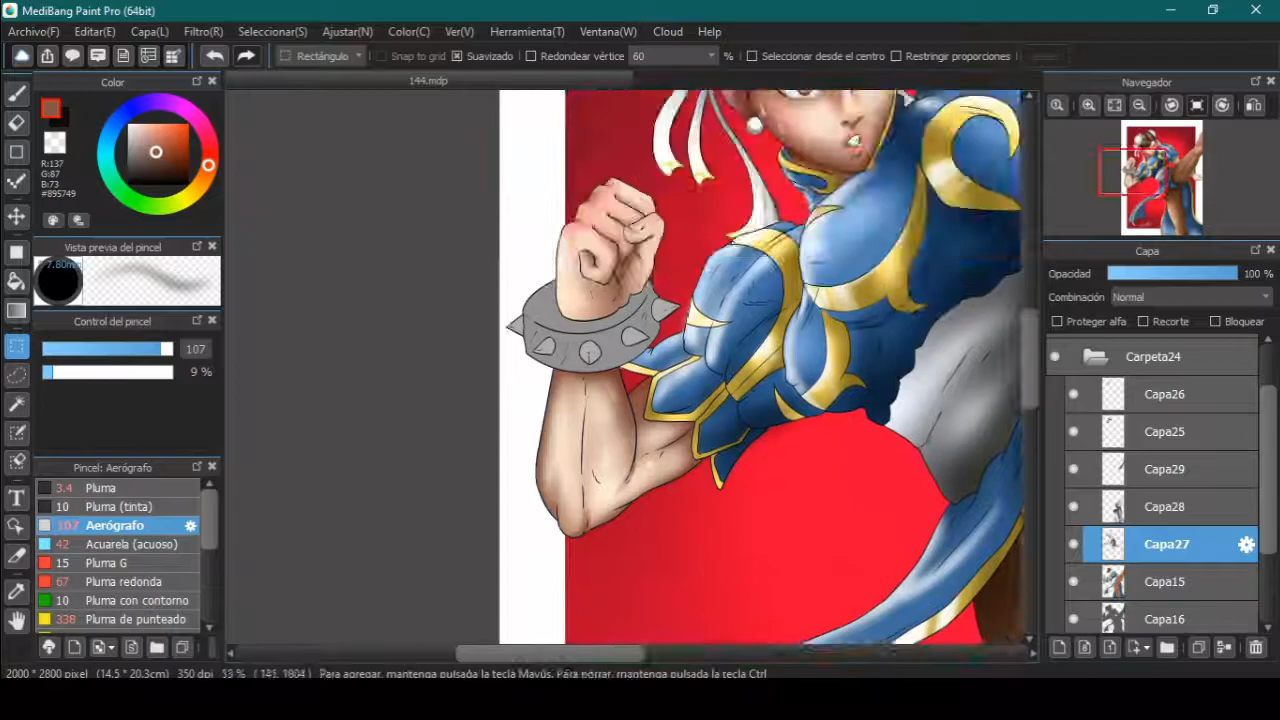 MediBang Paint Pro (64bit)
Archivo(F) Editar(E) Capa(L) Filtro(R) Seleccionar(S) Ajustar(N) Color(C) Ver(V) Herramienta(T) Ventana(W) Cloud Help
Rectángulo Snap to grid Suavizado Redondear vértice 60 % Seleccionar desde el centro Restringir proporciones
144.mdp
Color
R:137
G:87
B:73
#895749
Vista previa del pincel
7.80mm
Control del pincel
107
9 %
Pincel: Aerógrafo
3.4 Pluma
10 Pluma (tinta)
107 Aerógrafo
42 Acuarela (acuoso)
15 Pluma G
67 Pluma redonda
10 Pluma con contorno
338 Pluma de punteado
Navegador
Capa
Opacidad 100 %
Combinación Normal
Proteger alfa Recorte Bloquear
Carpeta24
Capa26
Capa25
Capa29
Capa28
Capa27
Capa15
Capa16
2000 * 2800 pixel (14.5 * 20.3cm) 350 dpi Para agregar, mantenga pulsada la tecla Mayús. Para borrar, mantenga pulsada la tecla Ctrl